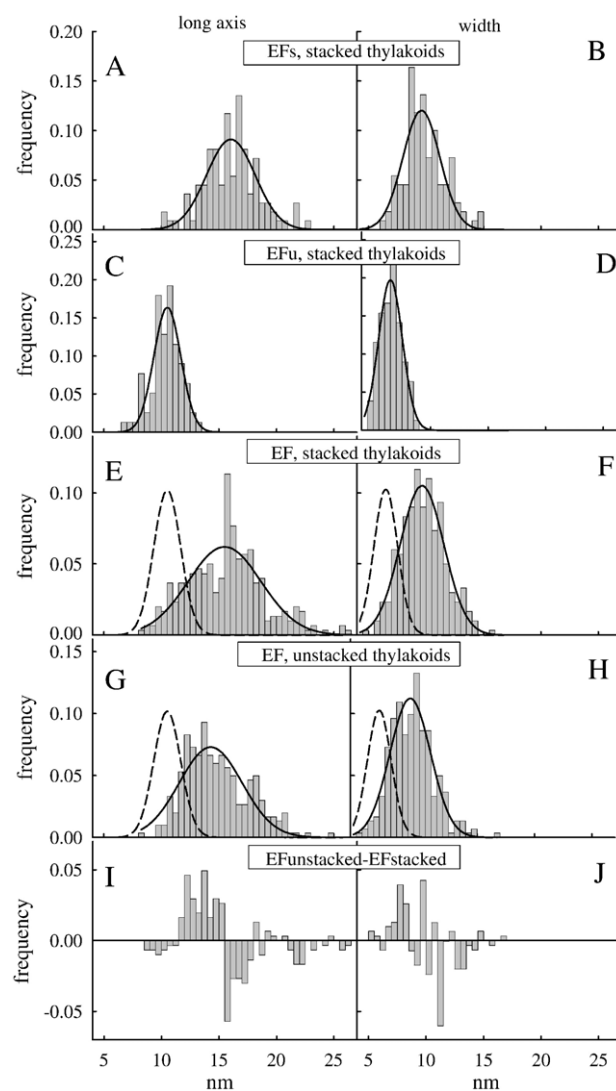 long axis width
0.20 A EFs, stacked thylakoids B
0.15
0.10
0.05
0.00
frequency
0.25 C EFu, stacked thylakoids D
0.20
0.15
0.10
0.05
0.00
frequency
E EF, stacked thylakoids F
0.10
0.05
0.00
frequency
0.15 G EF, unstacked thylakoids H
0.10
0.05
0.00
frequency
0.05 I EFunstacked-EFstacked J
0.00
-0.05
frequency
5 10 15 20 25 5 10 15 20 25
nm nm